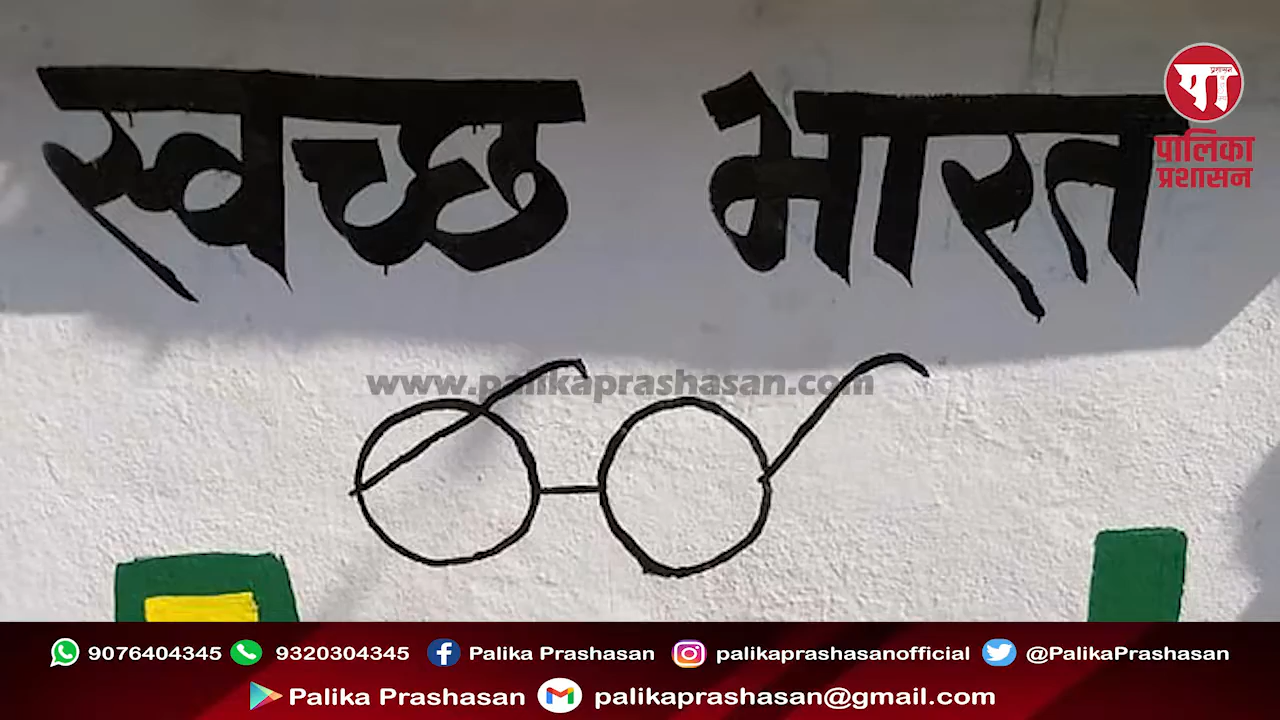 स्वच्छ भारत
पा
पालिका
प्रशासन
www.palikaprashasan.com
9076404345 9320304345 Palika Prashasan palikaprashasanofficial @PalikaPrashasan
Palika Prashasan palikaprashasan@gmail.com